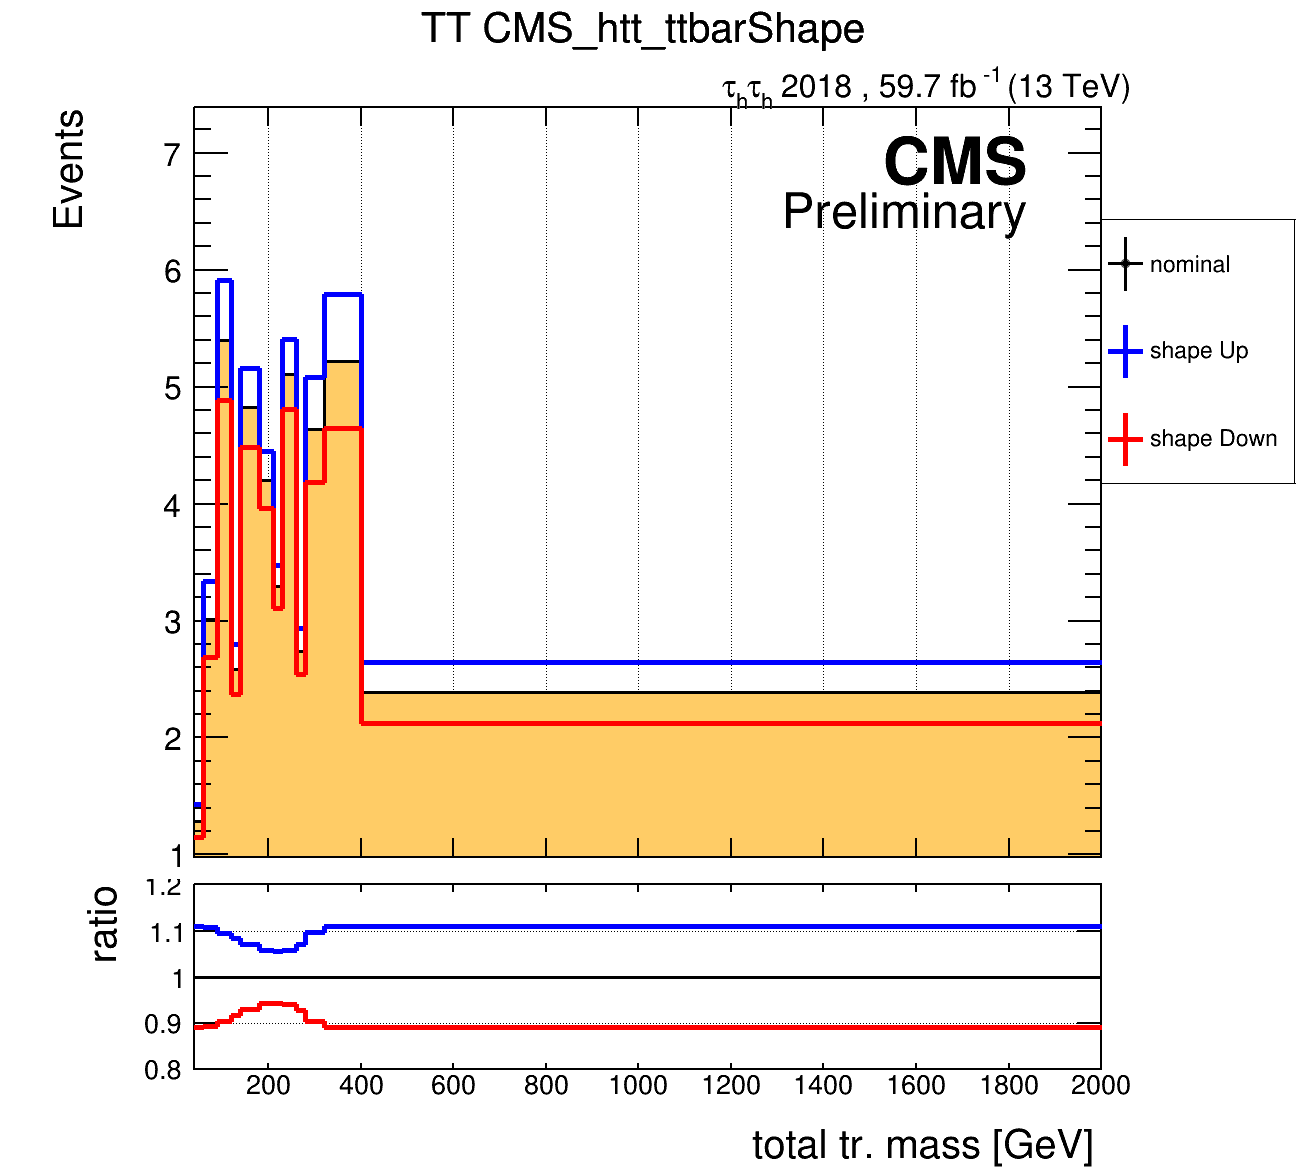 TT CMS_htt_ttbarShape
τhτh 2018 , 59.7 fb-1 (13 TeV)
Events
CMS
Preliminary
7
6
5
4
3
2
1
nominal
shape Up
shape Down
ratio
1.2
1.1
1
0.9
0.8
200 400 600 800 1000 1200 1400 1600 1800 2000
total tr. mass [GeV]